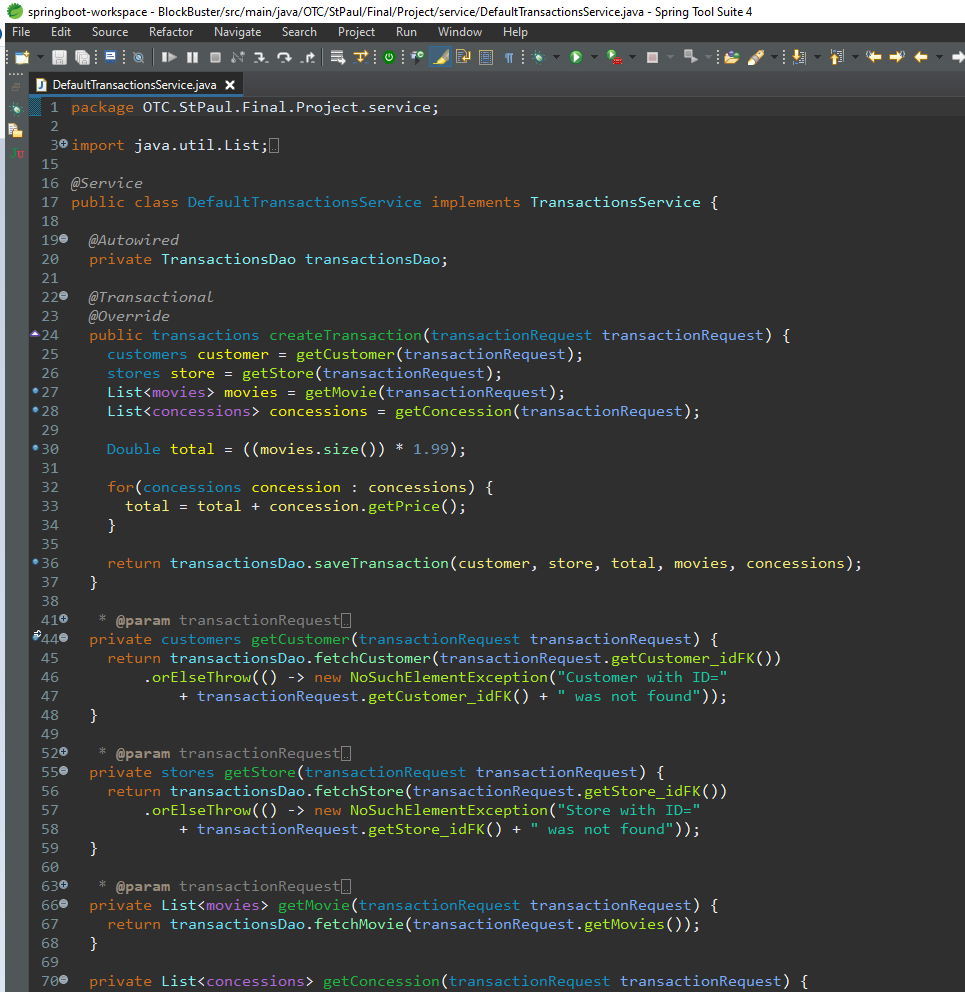 springboot-workspace - BlockBuster/src/main/java/OTC/StPaul/Final/Project/service/DefaultTransactionsService.java - Spring Tool Suite 4
File Edit Source Refactor Navigate Search Project Run Window Help
DefaultTransactionsService.java
1 package OTC.StPaul.Final.Project.service;
2
3 import java.util.List;
15
16 @Service
17 public class DefaultTransactionsService implements TransactionsService {
18
19 @Autowired
20 private TransactionsDao transactionsDao;
21
22 @Transactional
23 @Override
24 public transactions createTransaction(transactionRequest transactionRequest) {
25 customers customer = getCustomer(transactionRequest);
26 stores store = getStore(transactionRequest);
27 List<movies> movies = getMovie(transactionRequest);
28 List<concessions> concessions = getConcession(transactionRequest);
29
30 Double total = ((movies.size()) * 1.99);
31
32 for(concessions concession : concessions) {
33 total = total + concession.getPrice();
34 }
35
36 return transactionsDao.saveTransaction(customer, store, total, movies, concessions);
37 }
38
41 * @param transactionRequest
44 private customers getCustomer(transactionRequest transactionRequest) {
45 return transactionsDao.fetchCustomer(transactionRequest.getCustomer_idFK())
46 .orElseThrow(() -> new NoSuchElementException("Customer with ID="
47 + transactionRequest.getCustomer_idFK() + " was not found"));
48 }
49
52 * @param transactionRequest
55 private stores getStore(transactionRequest transactionRequest) {
56 return transactionsDao.fetchStore(transactionRequest.getStore_idFK())
57 .orElseThrow(() -> new NoSuchElementException("Store with ID="
58 + transactionRequest.getStore_idFK() + " was not found"));
59 }
60
63 * @param transactionRequest
66 private List<movies> getMovie(transactionRequest transactionRequest) {
67 return transactionsDao.fetchMovie(transactionRequest.getMovies());
68 }
69
70 private List<concessions> getConcession(transactionRequest transactionRequest) {